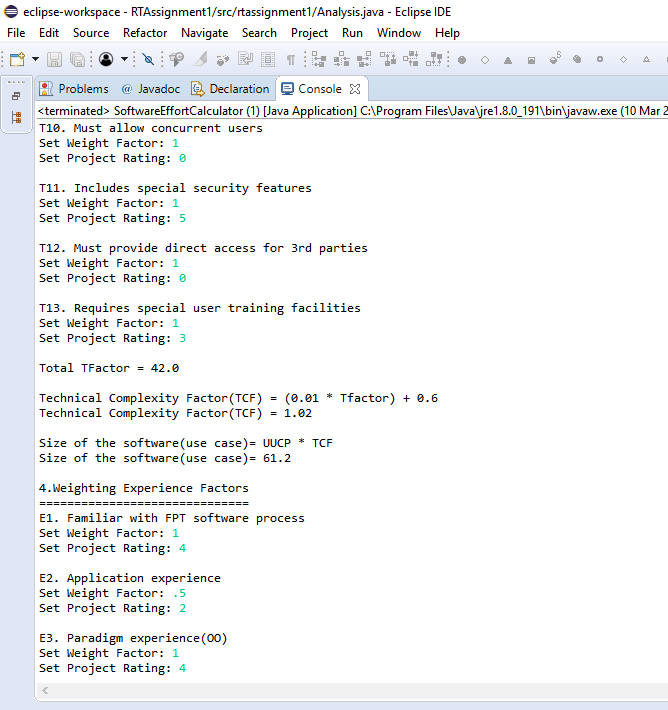 eclipse-workspace - RTAssignment1/src/rtassignment1/Analysis.java - Eclipse IDE
File Edit Source Refactor Navigate Search Project Run Window Help
Problems @ Javadoc Declaration Console
<terminated> SoftwareEffortCalculator (1) [Java Application] C:\Program Files\Java\jre1.8.0_191\bin\javaw.exe (10 Mar 2
T10. Must allow concurrent users
Set Weight Factor: 1
Set Project Rating: 0
T11. Includes special security features
Set Weight Factor: 1
Set Project Rating: 5
T12. Must provide direct access for 3rd parties
Set Weight Factor: 1
Set Project Rating: 0
T13. Requires special user training facilities
Set Weight Factor: 1
Set Project Rating: 3
Total TFactor = 42.0
Technical Complexity Factor(TCF) = (0.01 * Tfactor) + 0.6
Technical Complexity Factor(TCF) = 1.02
Size of the software(use case)= UUCP * TCF
Size of the software(use case)= 61.2
4.Weighting Experience Factors
==============================
E1. Familiar with FPT software process
Set Weight Factor: 1
Set Project Rating: 4
E2. Application experience
Set Weight Factor: .5
Set Project Rating: 2
E3. Paradigm experience(OO)
Set Weight Factor: 1
Set Project Rating: 4